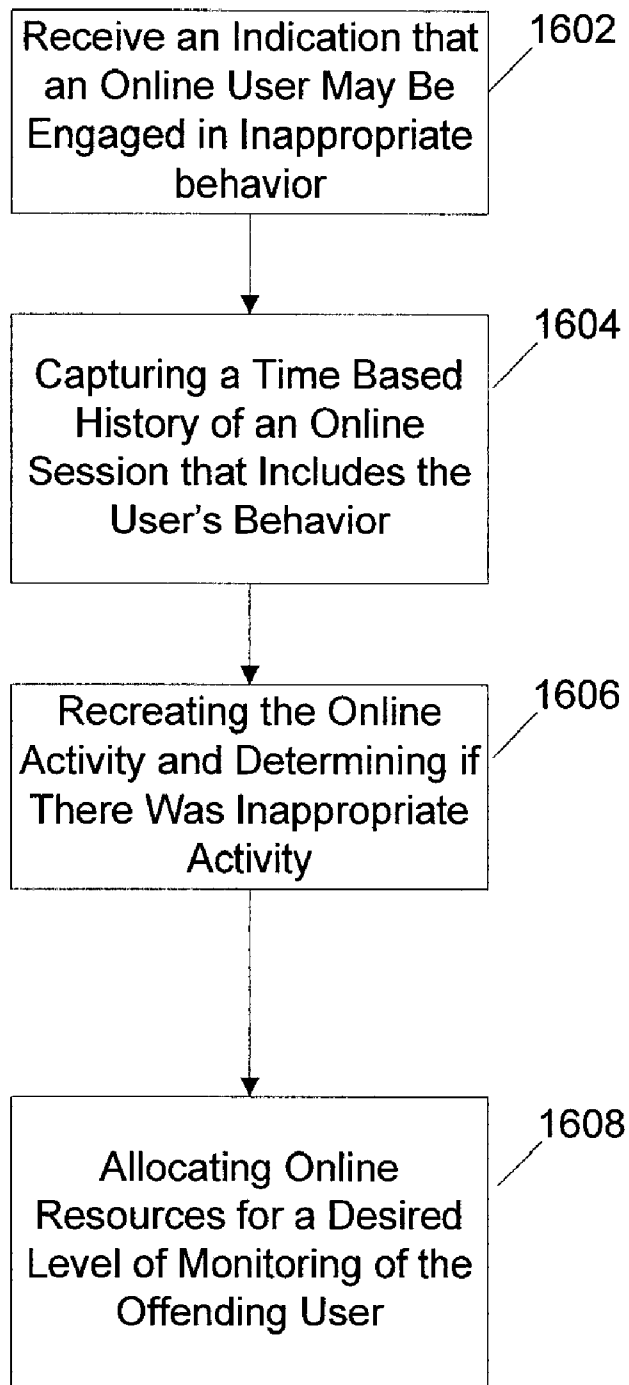 Receive an Indication that
an Online User May Be
Engaged in Inappropriate
behavior
1602
Capturing a Time Based
History of an Online
Session that Includes the
User's Behavior
1604
Recreating the Online
Activity and Determining if
There Was Inappropriate
Activity
1606
Allocating Online
Resources for a Desired
Level of Monitoring of the
Offending User
1608